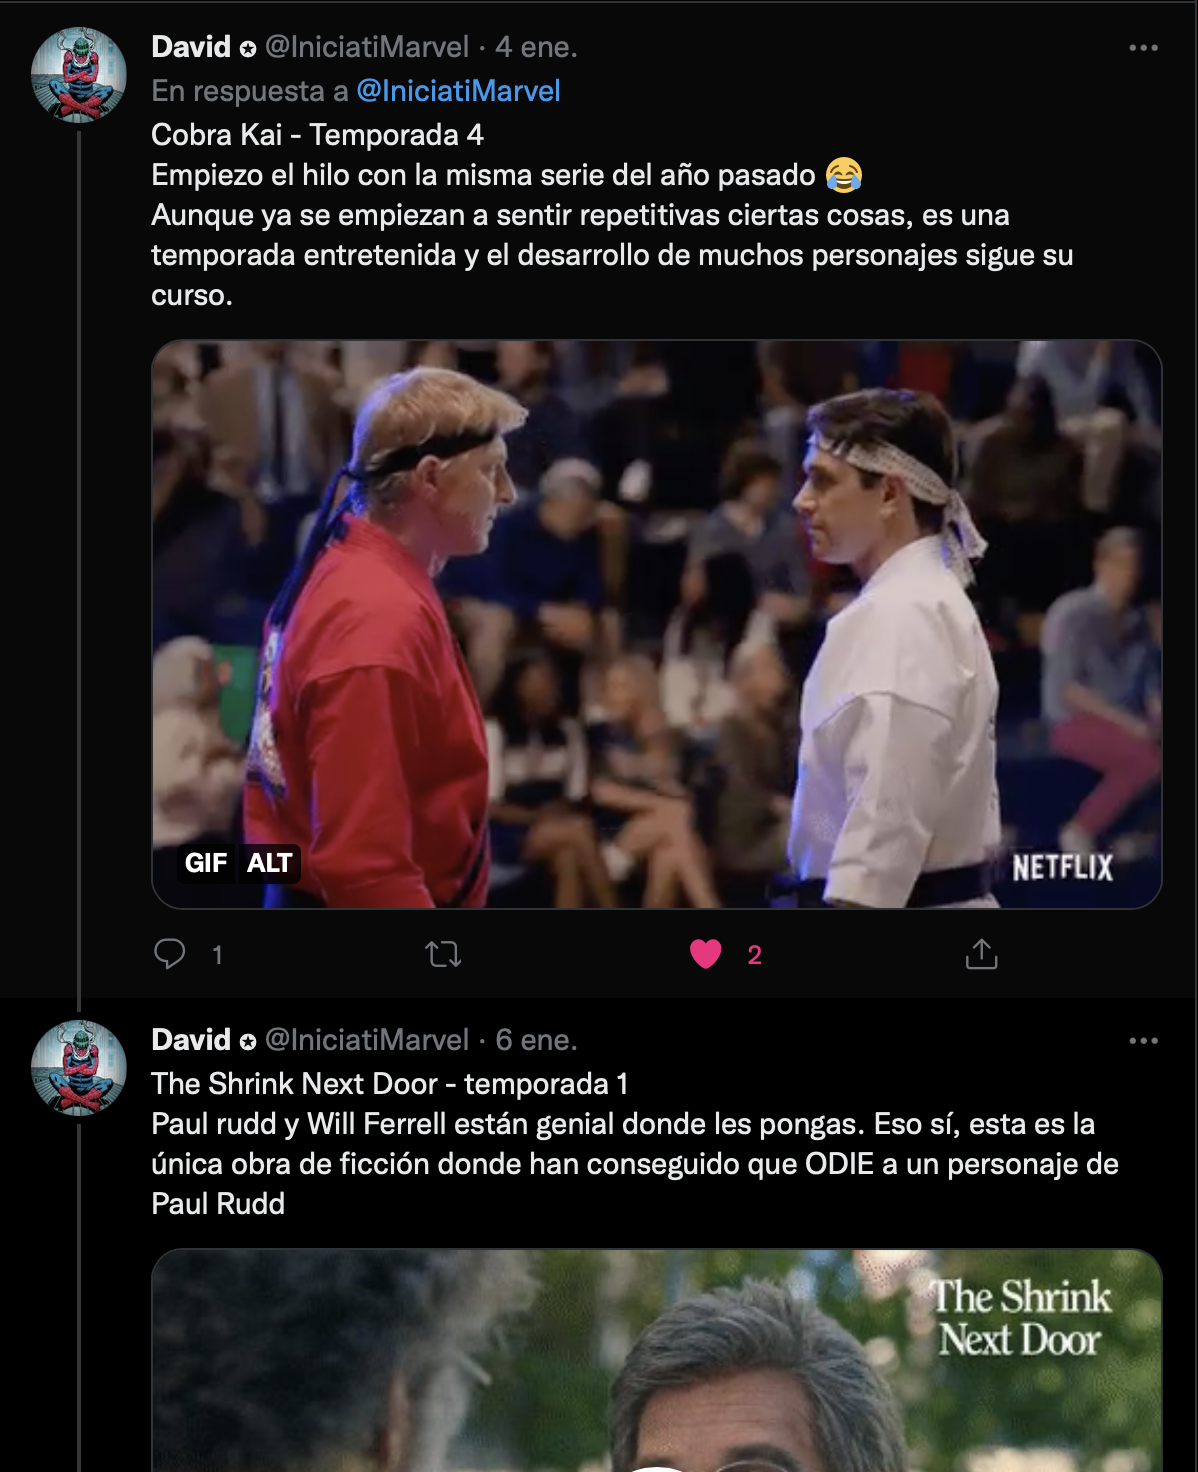 David @IniciatiMarvel · 4 ene.
En respuesta a @IniciatiMarvel
Cobra Kai - Temporada 4
Empiezo el hilo con la misma serie del año pasado 😂
Aunque ya se empiezan a sentir repetitivas ciertas cosas, es una
temporada entretenida y el desarrollo de muchos personajes sigue su
curso.
GIF ALT
NETFLIX
1
2
David @IniciatiMarvel · 6 ene.
The Shrink Next Door - temporada 1
Paul rudd y Will Ferrell están genial donde les pongas. Eso sí, esta es la
única obra de ficción donde han conseguido que ODIE a un personaje de
Paul Rudd
The Shrink
Next Door